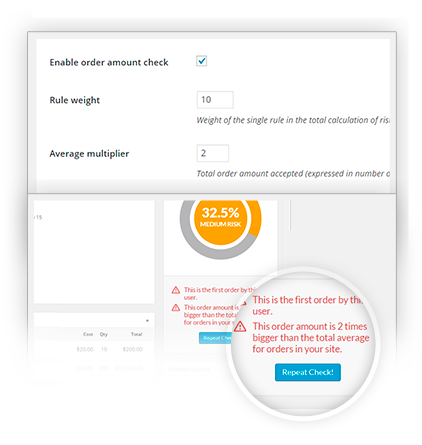 Enable order amount check
Rule weight 10
Weight of the single rule in the total calculation of ris
Average multiplier 2
Total order amount accepted (expressed in number o
32.5%
MEDIUM RISK
This is the first order by this
user.
This order amount is
bigger than the total
for orders in your site.
Repeat Check
Cost Qty Total
$20.00 10 $200.00
This is the first order by thi
user.
This order amount is 2 times
bigger than the total average
for orders in your site.
Repeat Check!